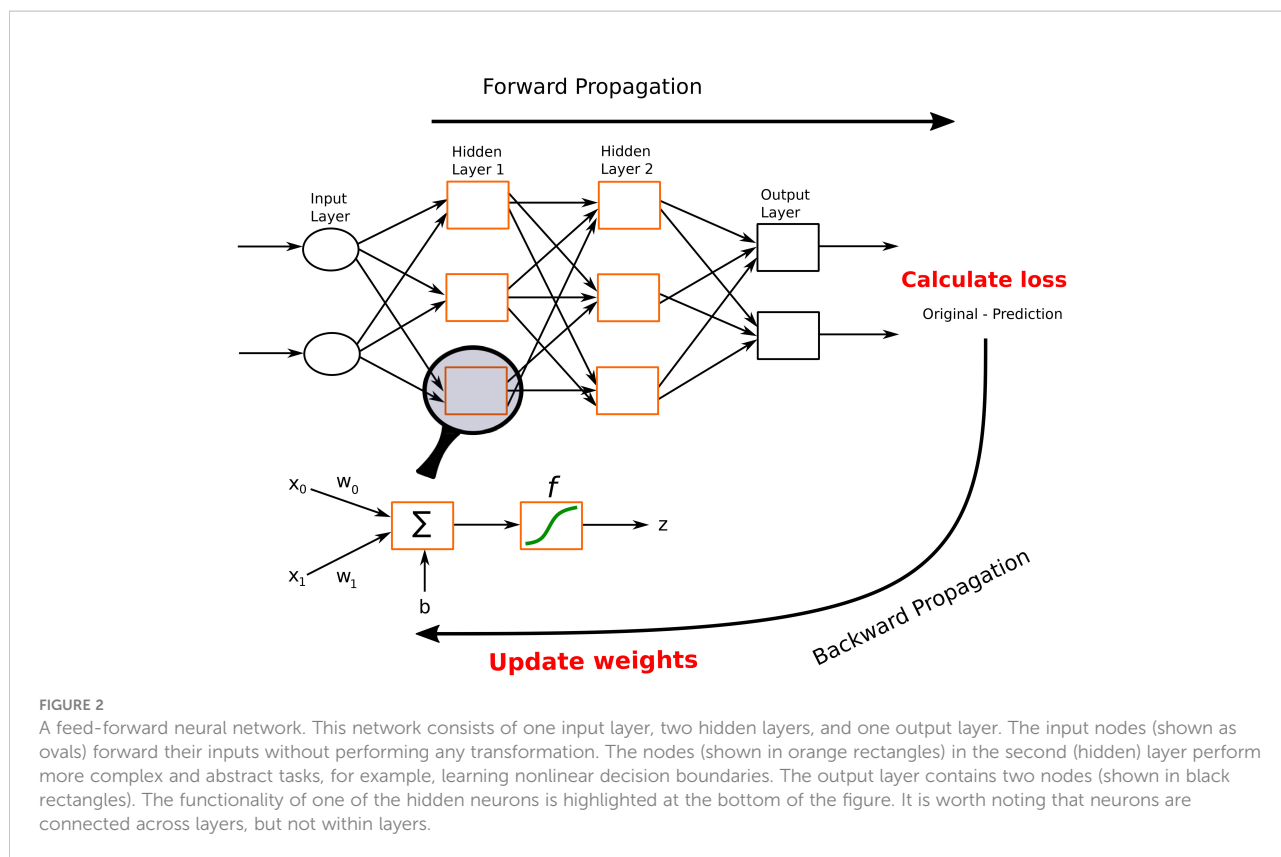 Forward Propagation
Hidden
Layer 1
Hidden
Layer 2
Input
Layer
Output
Layer
Calculate loss
Original - Prediction
x0 w0
f
Σ
z
x1 w1
b
Backward Propagation
Update weights
FIGURE 2
A feed-forward neural network. This network consists of one input layer, two hidden layers, and one output layer. The input nodes (shown as
ovals) forward their inputs without performing any transformation. The nodes (shown in orange rectangles) in the second (hidden) layer perform
more complex and abstract tasks, for example, learning nonlinear decision boundaries. The output layer contains two nodes (shown in black
rectangles). The functionality of one of the hidden neurons is highlighted at the bottom of the figure. It is worth noting that neurons are
connected across layers, but not within layers.